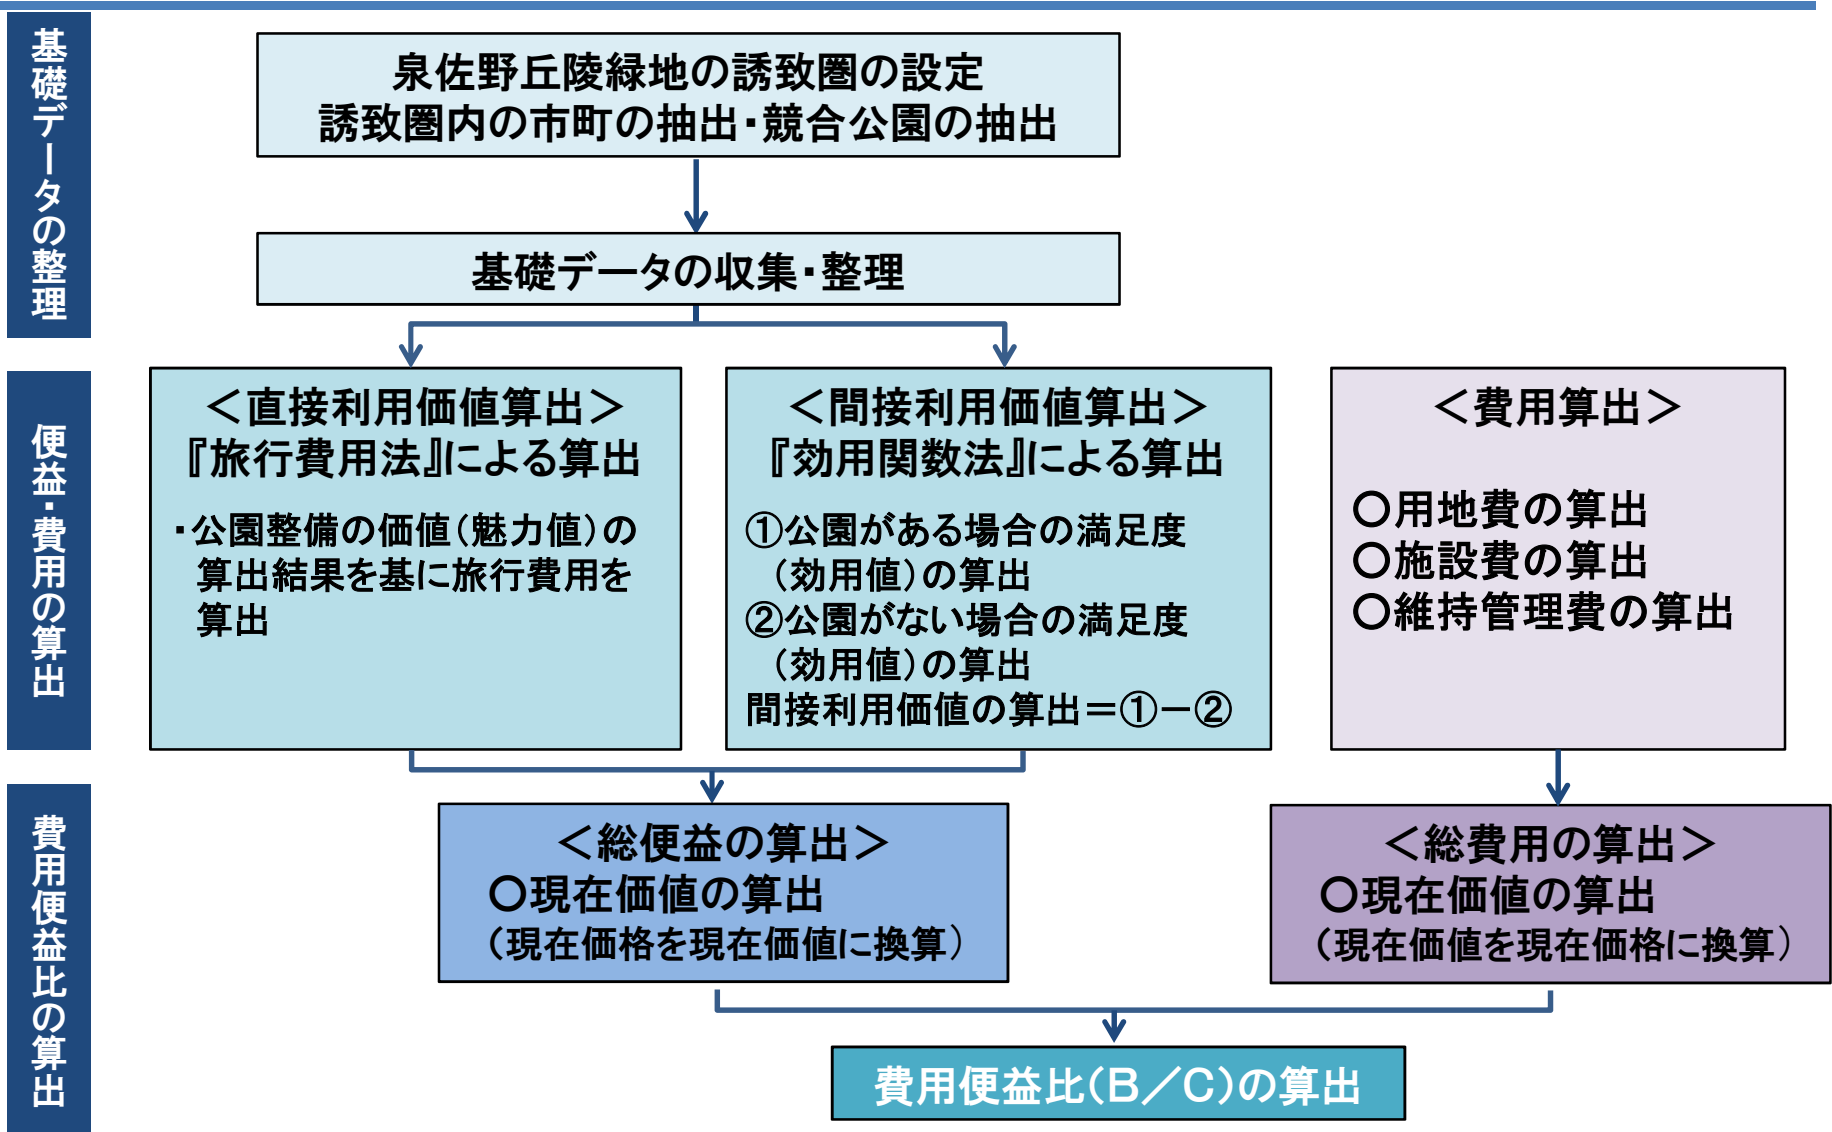 基礎データの整理
泉佐野丘陵緑地の誘致圏の設定
誘致圏内の市町の抽出・競合公園の抽出
基礎データの収集・整理
便益・費用の算出
＜直接利用価値算出＞
『旅行費用法』による算出
・公園整備の価値（魅力値）の
算出結果を基に旅行費用を
算出
＜間接利用価値算出＞
『効用関数法』による算出
①公園がある場合の満足度
（効用値）の算出
②公園がない場合の満足度
（効用値）の算出
間接利用価値の算出＝①－②
＜費用算出＞
○用地費の算出
○施設費の算出
○維持管理費の算出
費用便益比の算出
＜総便益の算出＞
○現在価値の算出
（現在価格を現在価値に換算）
＜総費用の算出＞
○現在価値の算出
（現在価値を現在価格に換算）
費用便益比（B／C）の算出